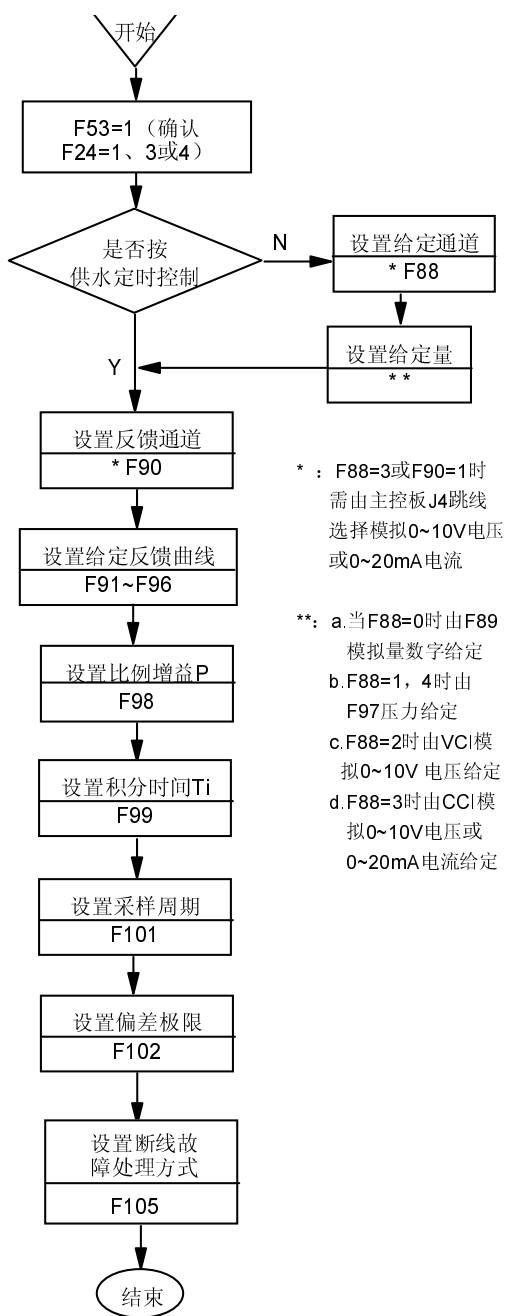 开始
F53=1（确认
F24=1、3或4）
是否按
供水定时控制
N
设置给定通道
* F88
设置给定量
* *
Y
设置反馈通道
* F90
设置给定反馈曲线
F91~F96
设置比例增益P
F98
设置积分时间Ti
F99
设置采样周期
F101
设置偏差极限
F102
设置断线故
障处理方式
F105
结束
* ：F88=3或F90=1时
需由主控板J4跳线
选择模拟0~10V电压
或0~20mA电流
**：a.当F88=0时由F89
模拟量数字给定
b.F88=1，4时由
F97压力给定
c.F88=2时由VCI模
拟0~10V 电压给定
d.F88=3时由CCI模
拟0~10V电压或
0~20mA电流给定